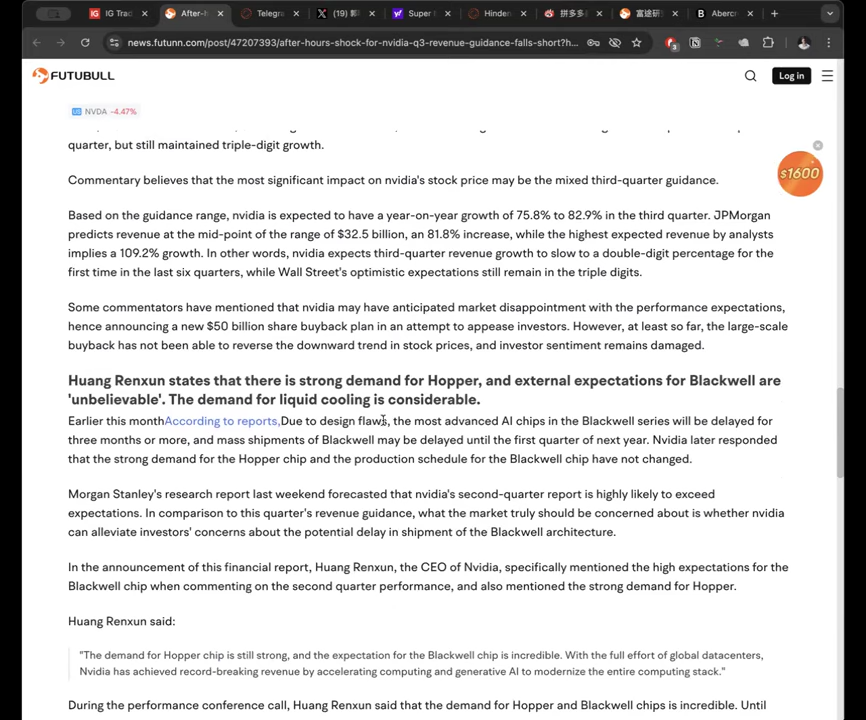 IG Trad
After-h
Telegra
(19) 郭
Super M
Hinden
拼多多
富途研
Abercr
news.futunn.com/post/47207393/after-hours-shock-for-nvidia-q3-revenue-guidance-falls-short?h...
FUTUBULL
Log in
US NVDA -4.47%
$1600
quarter, but still maintained triple-digit growth.
Commentary believes that the most significant impact on nvidia's stock price may be the mixed third-quarter guidance.
Based on the guidance range, nvidia is expected to have a year-on-year growth of 75.8% to 82.9% in the third quarter. JPMorgan
predicts revenue at the mid-point of the range of $32.5 billion, an 81.8% increase, while the highest expected revenue by analysts
implies a 109.2% growth. In other words, nvidia expects third-quarter revenue growth to slow to a double-digit percentage for the
first time in the last six quarters, while Wall Street's optimistic expectations still remain in the triple digits.
Some commentators have mentioned that nvidia may have anticipated market disappointment with the performance expectations,
hence announcing a new $50 billion share buyback plan in an attempt to appease investors. However, at least so far, the large-scale
buyback has not been able to reverse the downward trend in stock prices, and investor sentiment remains damaged.
Huang Renxun states that there is strong demand for Hopper, and external expectations for Blackwell are
'unbelievable'. The demand for liquid cooling is considerable.
Earlier this monthAccording to reports,Due to design flaws, the most advanced AI chips in the Blackwell series will be delayed for
three months or more, and mass shipments of Blackwell may be delayed until the first quarter of next year. Nvidia later responded
that the strong demand for the Hopper chip and the production schedule for the Blackwell chip have not changed.
Morgan Stanley's research report last weekend forecasted that nvidia's second-quarter report is highly likely to exceed
expectations. In comparison to this quarter's revenue guidance, what the market truly should be concerned about is whether nvidia
can alleviate investors' concerns about the potential delay in shipment of the Blackwell architecture.
In the announcement of this financial report, Huang Renxun, the CEO of Nvidia, specifically mentioned the high expectations for the
Blackwell chip when commenting on the second quarter performance, and also mentioned the strong demand for Hopper.
Huang Renxun said:
"The demand for Hopper chip is still strong, and the expectation for the Blackwell chip is incredible. With the full effort of global datacenters,
Nvidia has achieved record-breaking revenue by accelerating computing and generative AI to modernize the entire computing stack."
During the performance conference call, Huang Renxun said that the demand for Hopper and Blackwell chips is incredible. Until